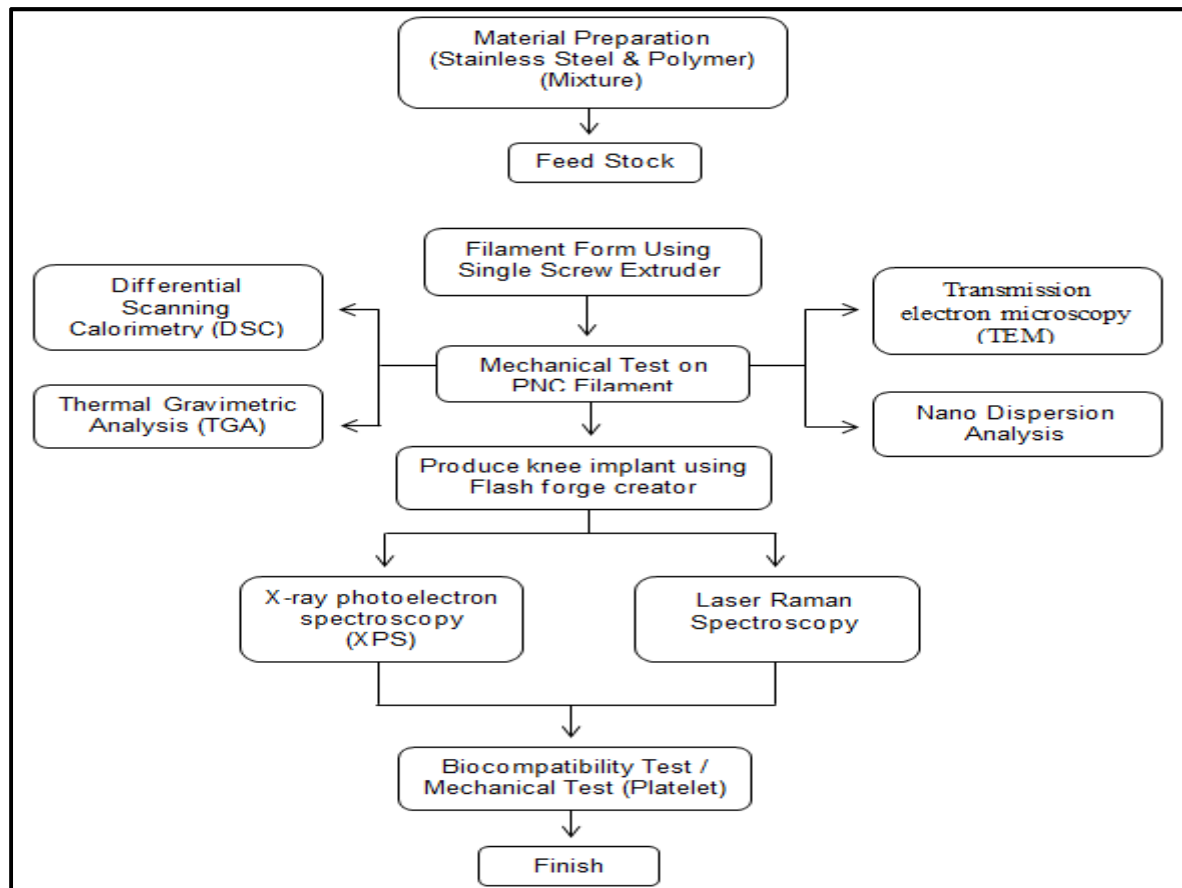 Material Preparation
(Stainless Steel & Polymer)
(Mixture)
Feed Stock
Filament Form Using
Single Screw Extruder
Differential
Scanning
Calorimetry (DSC)
Transmission
electron microscopy
(TEM)
Mechanical Test on
PNC Filament
Thermal Gravimetric
Analysis (TGA)
Nano Dispersion
Analysis
Produce knee implant using
Flash forge creator
X-ray photoelectron
spectroscopy
(XPS)
Laser Raman
Spectroscopy
Biocompatibility Test /
Mechanical Test (Platelet)
Finish